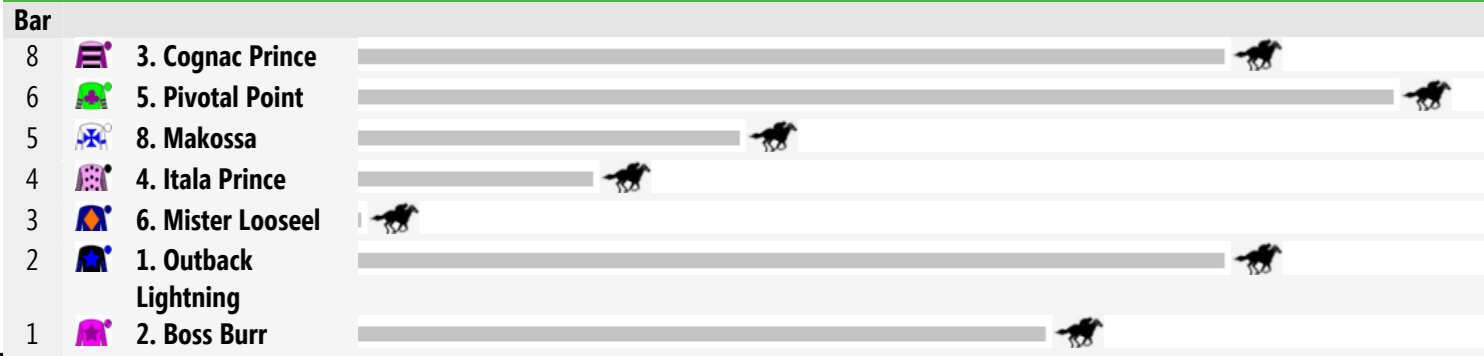 Bar
8 3. Cognac Prince
6 5. Pivotal Point
5 8. Makossa
4 4. Itala Prince
3 6. Mister Looseel
2 1. Outback
Lightning
1 2. Boss Burr